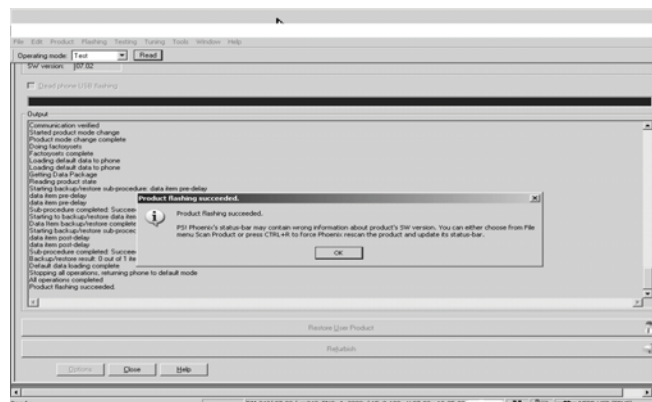 File Edit Product Flashing Testing Tuning Tools Window Help
Operating mode: Test Read
SW version: 07.02
Dead phone USB flashing
Output
Communication verified
Started product mode change
Product mode change complete
Doing factorysets
Factorysets complete
Loading default data to phone
Loading default data to phone
Getting Data Package
Reading product state
Starting backup/restore sub-procedure: data item pre-delay
data item pre-delay
data item pre-delay
Sub-procedure completed: Succee
Starting to backup/restore data item
Data Item backup/restore complete
Starting backup/restore sub-proced
data item post-delay
data item post-delay
Sub-procedure completed: Succee
Backup/restore result: 0 out of 1 ite
Default data loading complete
Stopping all operations, returning phone to default mode
All operations completed
Product flashing succeeded.
Product flashing succeeded.
Product flashing succeeded.
PS! Phoenix's status-bar may contain wrong information about product's SW version. You can either choose from File
menu Scan Product or press CTRL+R to force Phoenix rescan the product and update its status-bar.
OK
Restore User Product
Refurbish
Options Close Help